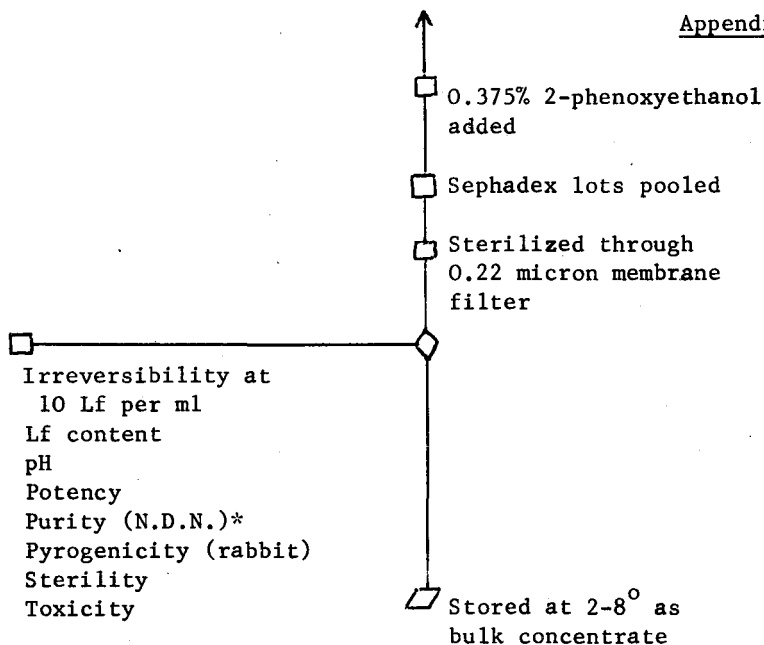 Appendi
0.375% 2-phenoxyethanol
added
Sephadex lots pooled
Sterilized through
0.22 micron membrane
filter
Irreversibility at
10 Lf per ml
Lf content
pH
Potency
Purity (N.D.N.)*
Pyrogenicity (rabbit)
Sterility
Toxicity
Stored at 2-8° as
bulk concentrate